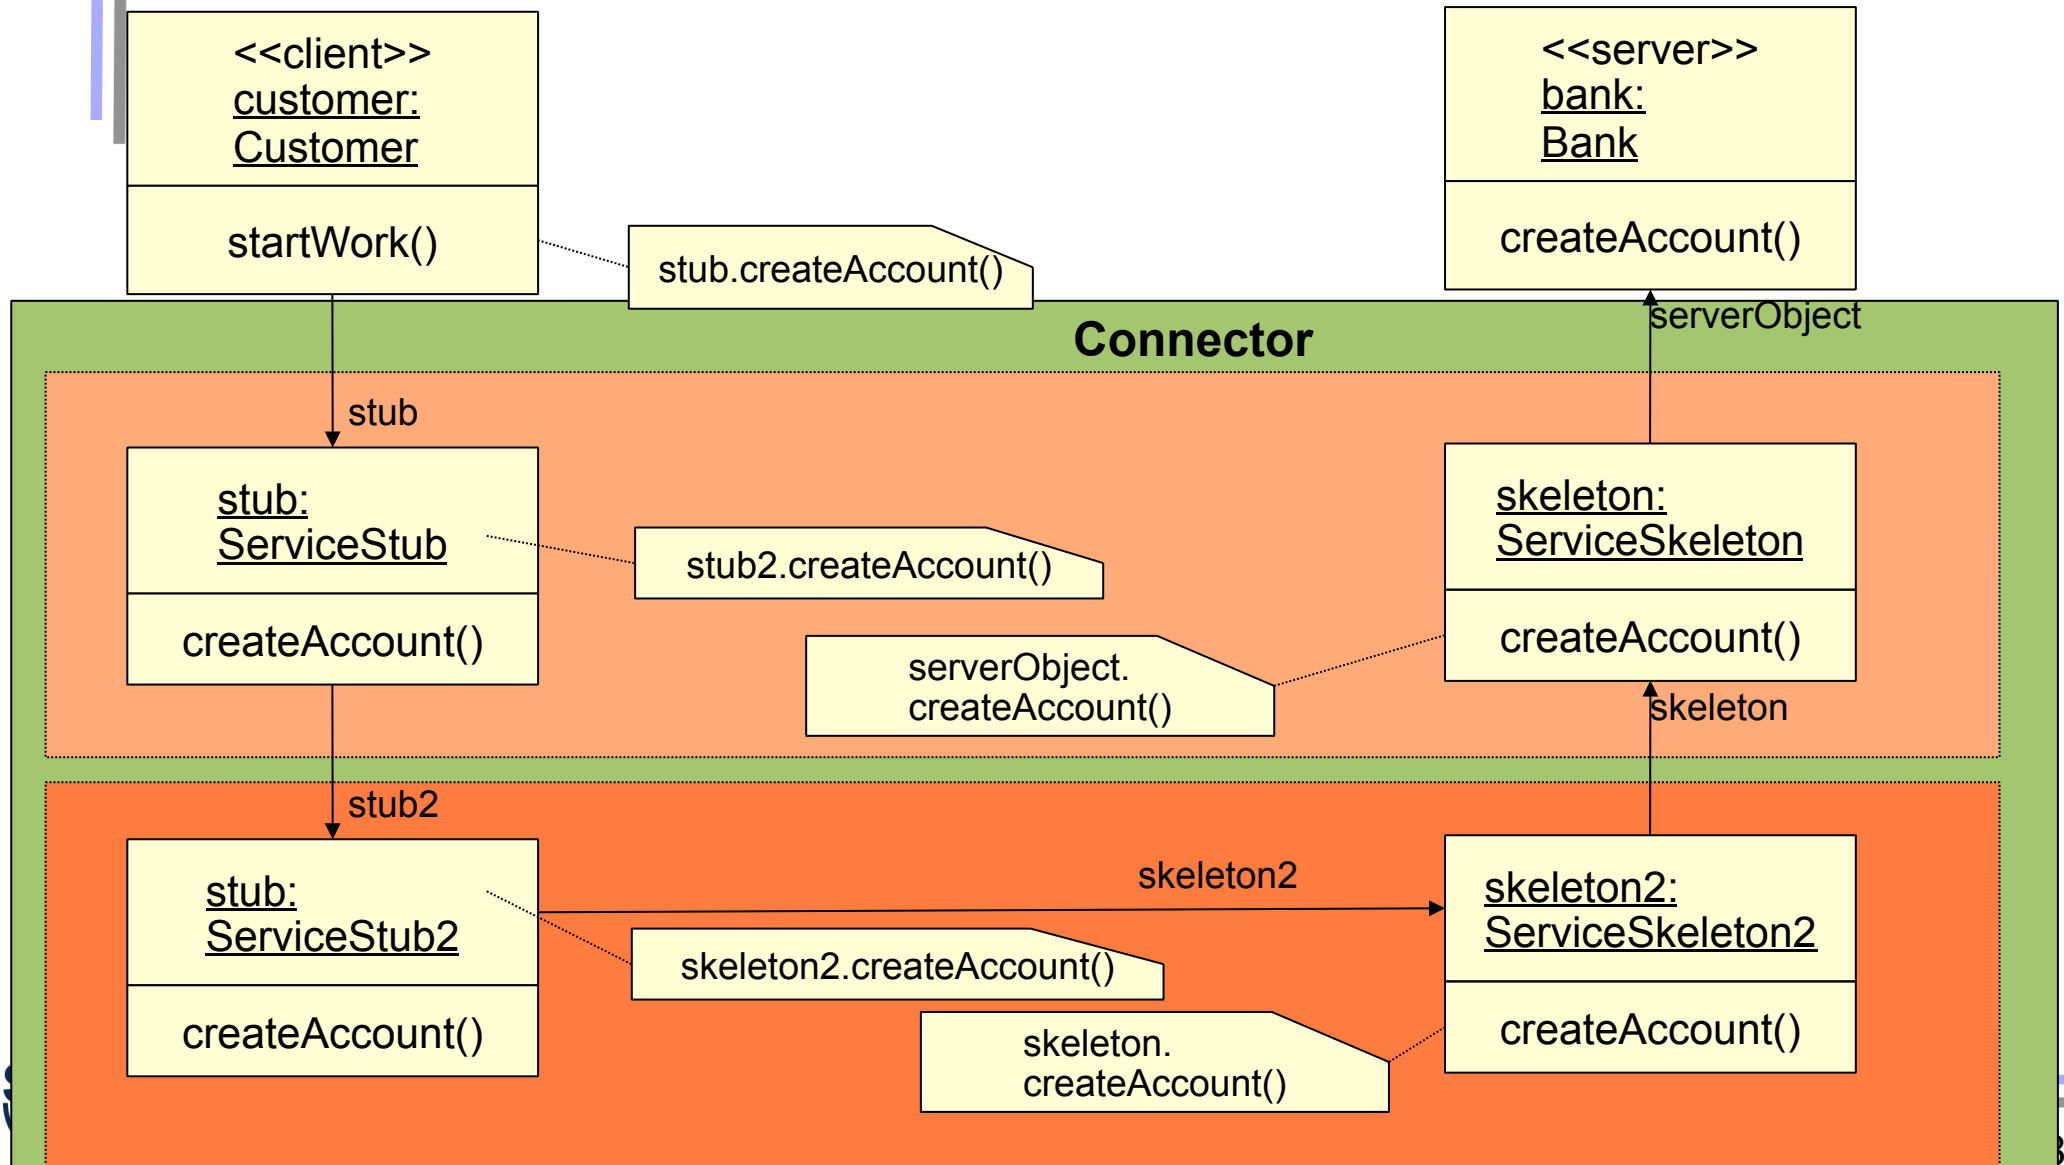 <<client>>
customer:
Customer
startWork()
stub.createAccount()
<<server>>
bank:
Bank
createAccount()
serverObject
Connector
stub
stub:
ServiceStub
createAccount()
stub2.createAccount()
skeleton:
ServiceSkeleton
createAccount()
serverObject.
createAccount()
skeleton
stub2
stub:
ServiceStub2
createAccount()
skeleton2
skeleton2.createAccount()
skeleton2:
ServiceSkeleton2
createAccount()
skeleton.
createAccount()